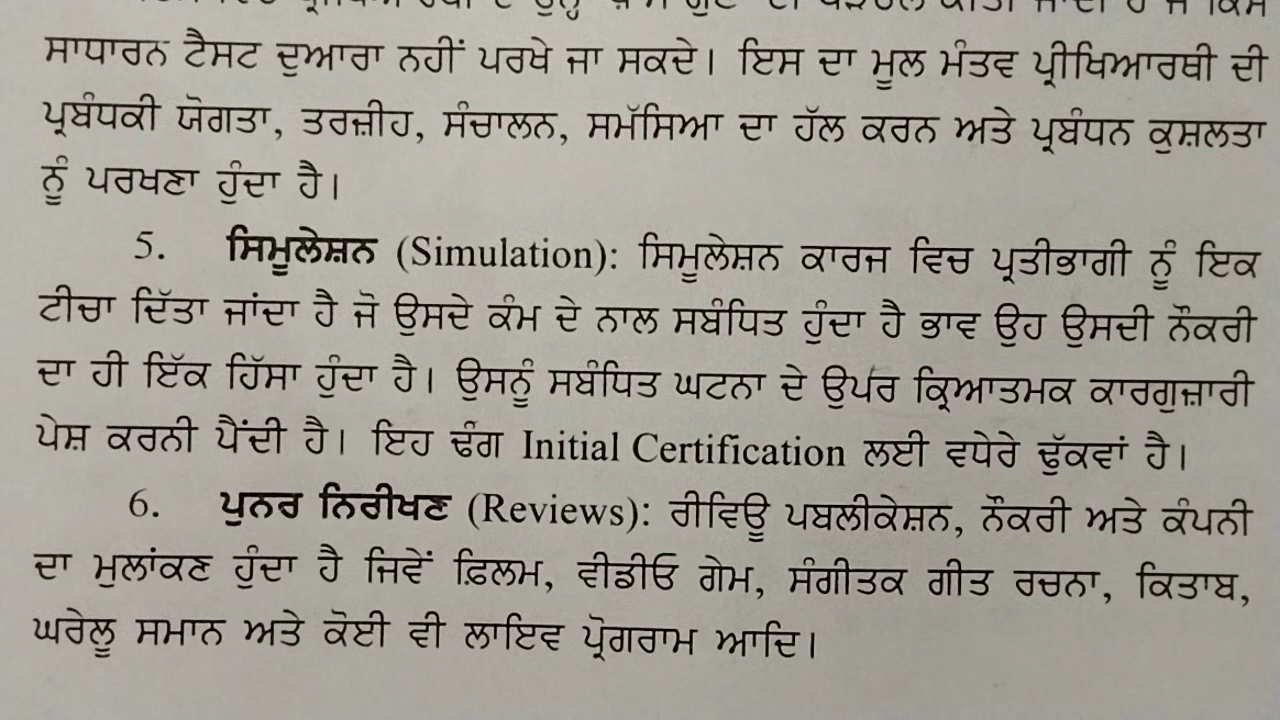 ਸਾਧਾਰਨ ਟੈਸਟ ਦੁਆਰਾ ਨਹੀਂ ਪਰਖੇ ਜਾ ਸਕਦੇ। ਇਸ ਦਾ ਮੂਲ ਮੰਤਵ ਪ੍ਰੀਖਿਆਰਥੀ ਦੀ
ਪ੍ਰਬੰਧਕੀ ਯੋਗਤਾ, ਤਰਜ਼ੀਹ, ਸੰਚਾਲਨ, ਸਮੱਸਿਆ ਦਾ ਹੱਲ ਕਰਨ ਅਤੇ ਪ੍ਰਬੰਧਨ ਕੁਸ਼ਲਤਾ
ਨੂੰ ਪਰਖਣਾ ਹੁੰਦਾ ਹੈ।
5. ਸਿਮੂਲੇਸ਼ਨ (Simulation): ਸਿਮੂਲੇਸ਼ਨ ਕਾਰਜ ਵਿਚ ਪ੍ਰਤੀਭਾਗੀ ਨੂੰ ਇਕ
ਟੀਚਾ ਦਿੱਤਾ ਜਾਂਦਾ ਹੈ ਜੋ ਉਸਦੇ ਕੰਮ ਦੇ ਨਾਲ ਸਬੰਧਿਤ ਹੁੰਦਾ ਹੈ ਭਾਵ ਉਹ ਉਸਦੀ ਨੌਕਰੀ
ਦਾ ਹੀ ਇੱਕ ਹਿੱਸਾ ਹੁੰਦਾ ਹੈ। ਉਸਨੂੰ ਸਬੰਧਿਤ ਘਟਨਾ ਦੇ ਉਪਰ ਕ੍ਰਿਆਤਮਕ ਕਾਰਗੁਜ਼ਾਰੀ
ਪੇਸ਼ ਕਰਨੀ ਪੈਂਦੀ ਹੈ। ਇਹ ਢੰਗ Initial Certification ਲਈ ਵਧੇਰੇ ਢੁੱਕਵਾਂ ਹੈ।
6. ਪੁਨਰ ਨਿਰੀਖਣ (Reviews): ਰੀਵਿਊ ਪਬਲੀਕੇਸ਼ਨ, ਨੌਕਰੀ ਅਤੇ ਕੰਪਨੀ
ਦਾ ਮੁਲਾਂਕਣ ਹੁੰਦਾ ਹੈ ਜਿਵੇਂ ਫ਼ਿਲਮ, ਵੀਡੀਓ ਗੇਮ, ਸੰਗੀਤਕ ਗੀਤ ਰਚਨਾ, ਕਿਤਾਬ,
ਘਰੇਲੂ ਸਮਾਨ ਅਤੇ ਕੋਈ ਵੀ ਲਾਇਵ ਪ੍ਰੋਗਰਾਮ ਆਦਿ।